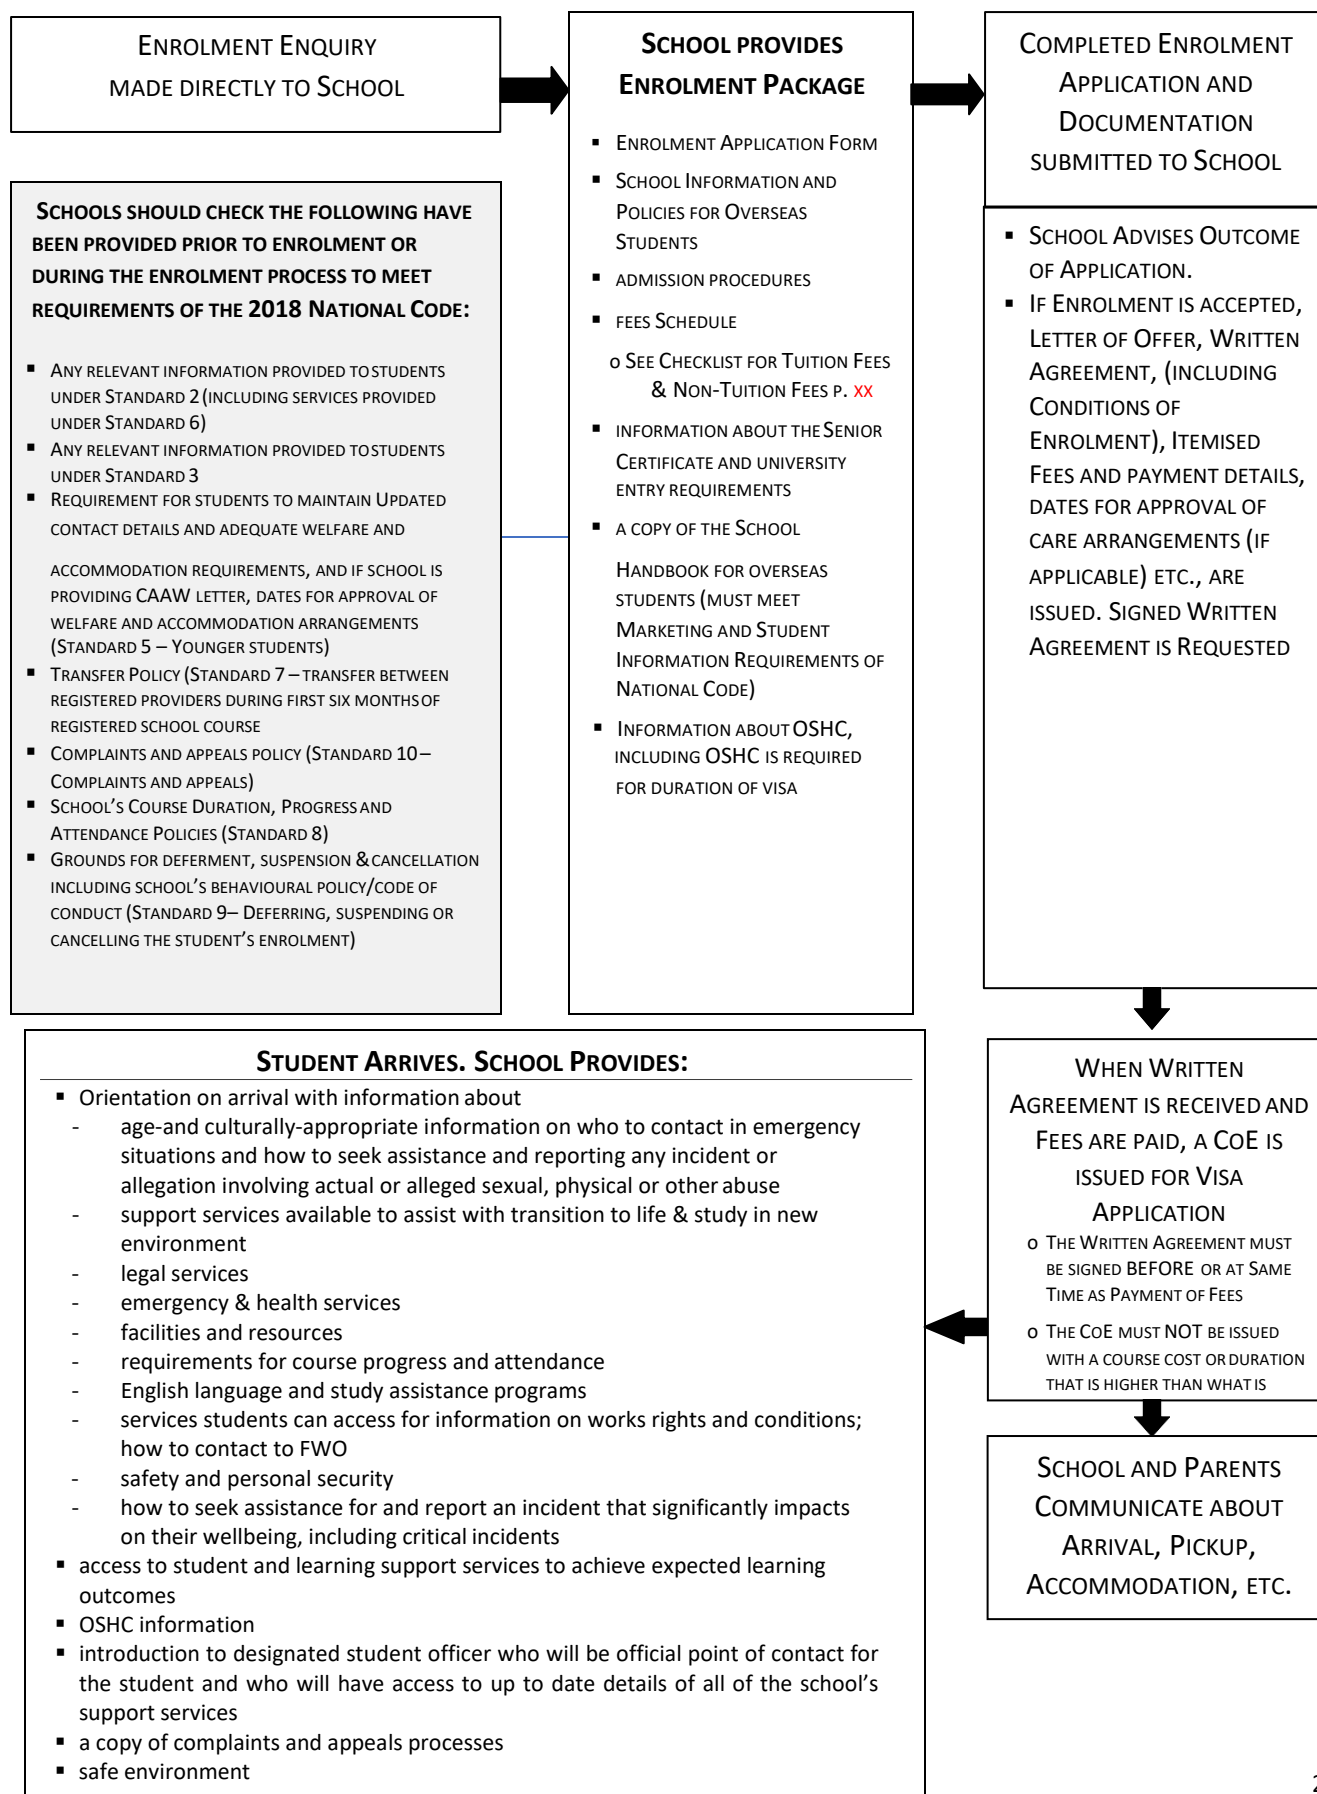 Enrolment Enquiry
made directly to School
School provides
Enrolment Package
▪ Enrolment Application Form
▪ School Information and
Policies for Overseas
Students
▪ admission procedures
▪ fees Schedule
o See Checklist for Tuition Fees
& Non-Tuition Fees p. xx
▪ information about the Senior
Certificate and university
entry requirements
▪ a copy of the School
Handbook for overseas
students (must meet
Marketing and Student
Information Requirements of
National Code)
▪ Information about OSHC,
including OSHC is required
for duration of visa
Completed Enrolment
Application and
Documentation
submitted to School
▪ School Advises Outcome
of Application.
▪ If Enrolment is accepted,
Letter of Offer, Written
Agreement, (including
Conditions of
Enrolment), Itemised
Fees and payment details,
dates for approval of
care arrangements (if
applicable) etc., are
issued. Signed Written
Agreement is Requested
Schools should check the following have
been provided prior to enrolment or
during the enrolment process to meet
requirements of the 2018 National Code:
▪ Any relevant information provided to students
under Standard 2 (including services provided
under Standard 6)
▪ Any relevant information provided to students
under Standard 3
▪ Requirement for students to maintain Updated
contact details and adequate welfare and
accommodation requirements, and if school is
providing CAAW letter, dates for approval of
welfare and accommodation arrangements
(Standard 5 – Younger students)
▪ Transfer Policy (Standard 7 – transfer between
registered providers during first six months of
registered school course
▪ Complaints and appeals policy (Standard 10 –
Complaints and appeals)
▪ School's Course Duration, Progress and
Attendance Policies (Standard 8)
▪ Grounds for deferment, suspension & cancellation
including school's behavioural policy/code of
conduct (Standard 9– Deferring, suspending or
cancelling the student's enrolment)
When Written
Agreement is received and
Fees are paid, a CoE is
issued for Visa
Application
o The Written Agreement must
be signed BEFORE or at Same
Time as Payment of Fees
o The CoE must NOT be issued
with a course cost or duration
that is higher than what is
School and Parents
Communicate about
Arrival, Pickup,
Accommodation, etc.
Student Arrives. School Provides:
▪ Orientation on arrival with information about
- age-and culturally-appropriate information on who to contact in emergency
situations and how to seek assistance and reporting any incident or
allegation involving actual or alleged sexual, physical or other abuse
- support services available to assist with transition to life & study in new
environment
- legal services
- emergency & health services
- facilities and resources
- requirements for course progress and attendance
- English language and study assistance programs
- services students can access for information on works rights and conditions;
how to contact to FWO
- safety and personal security
- how to seek assistance for and report an incident that significantly impacts
on their wellbeing, including critical incidents
▪ access to student and learning support services to achieve expected learning
outcomes
▪ OSHC information
▪ introduction to designated student officer who will be official point of contact for
the student and who will have access to up to date details of all of the school's
support services
▪ a copy of complaints and appeals processes
▪ safe environment